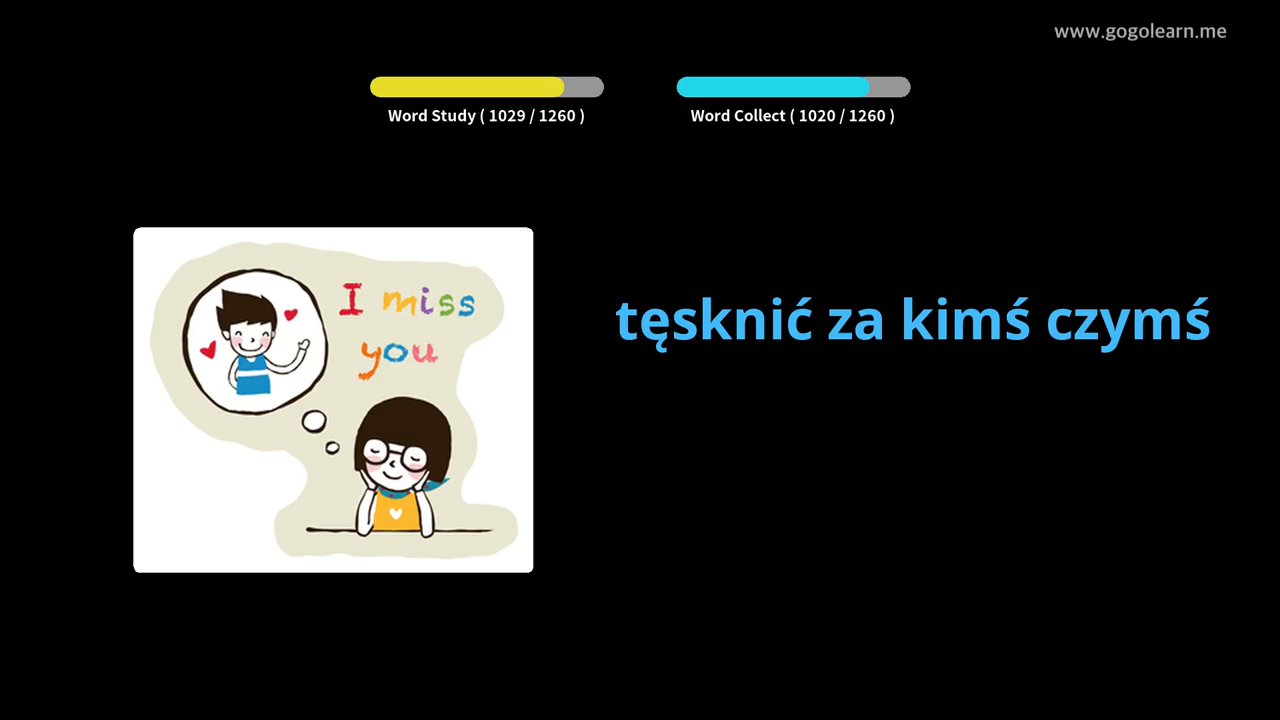 www.gogolearn.me
Word Study ( 1029 / 1260 )
Word Collect ( 1020 / 1260 )
I miss
you
tęsknić za kimś czymś